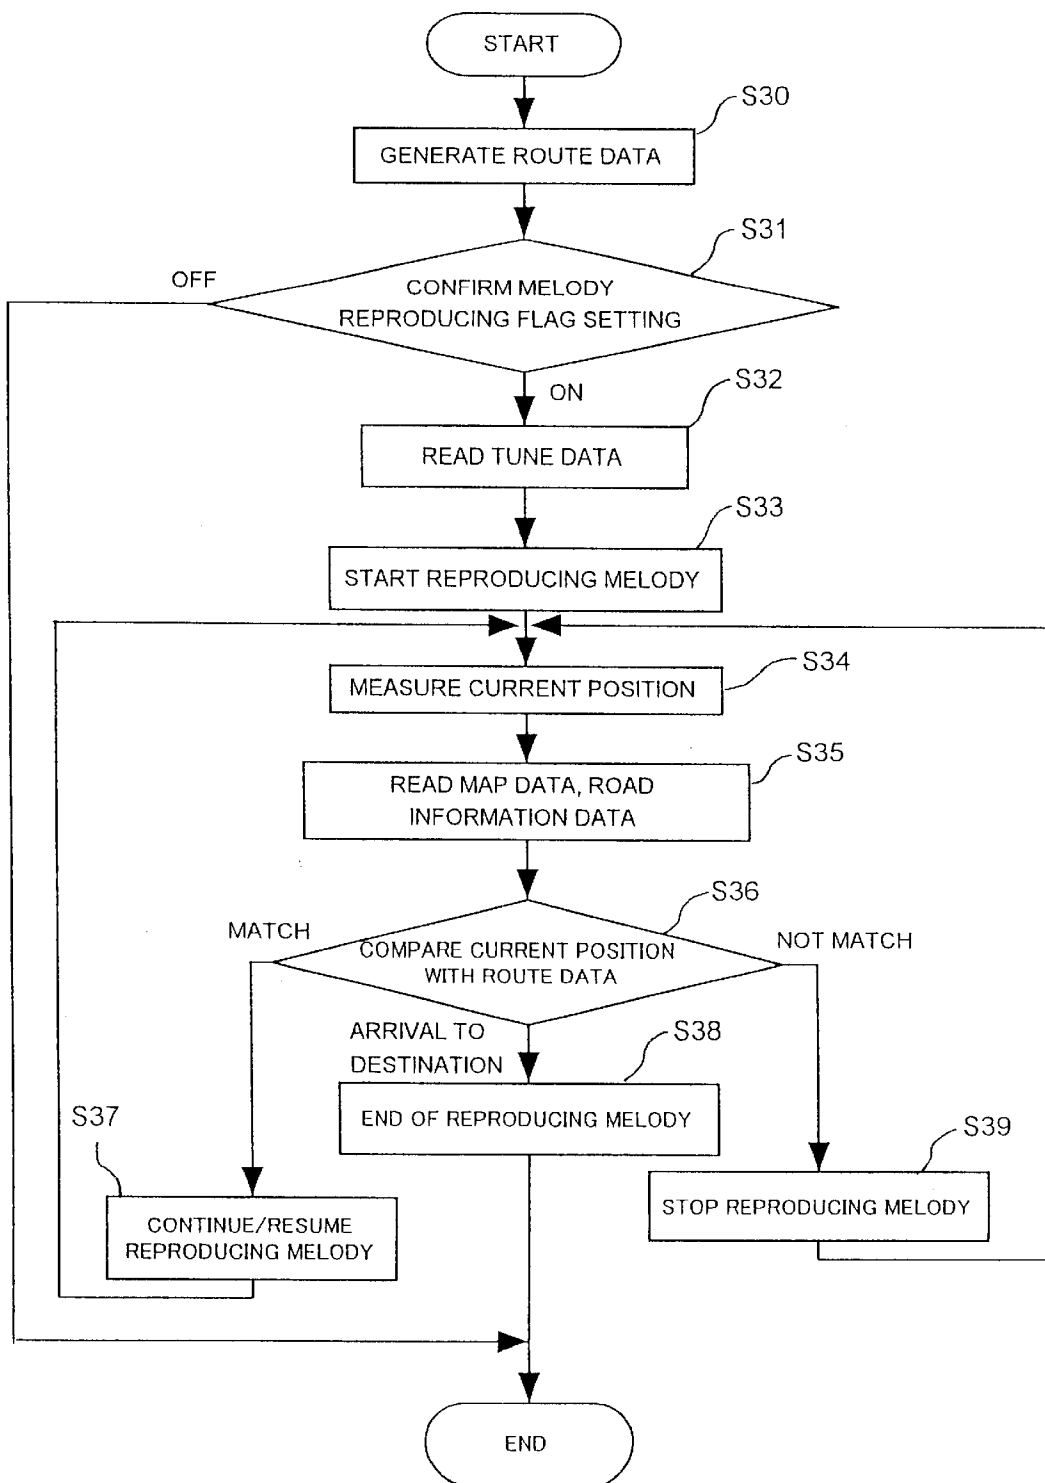 START
S30
GENERATE ROUTE DATA
S31
OFF
CONFIRM MELODY
REPRODUCING FLAG SETTING
ON
S32
READ TUNE DATA
S33
START REPRODUCING MELODY
S34
MEASURE CURRENT POSITION
S35
READ MAP DATA, ROAD
INFORMATION DATA
S36
MATCH
COMPARE CURRENT POSITION
WITH ROUTE DATA
NOT MATCH
ARRIVAL TO
DESTINATION
S38
END OF REPRODUCING MELODY
S37
CONTINUE/RESUME
REPRODUCING MELODY
S39
STOP REPRODUCING MELODY
END